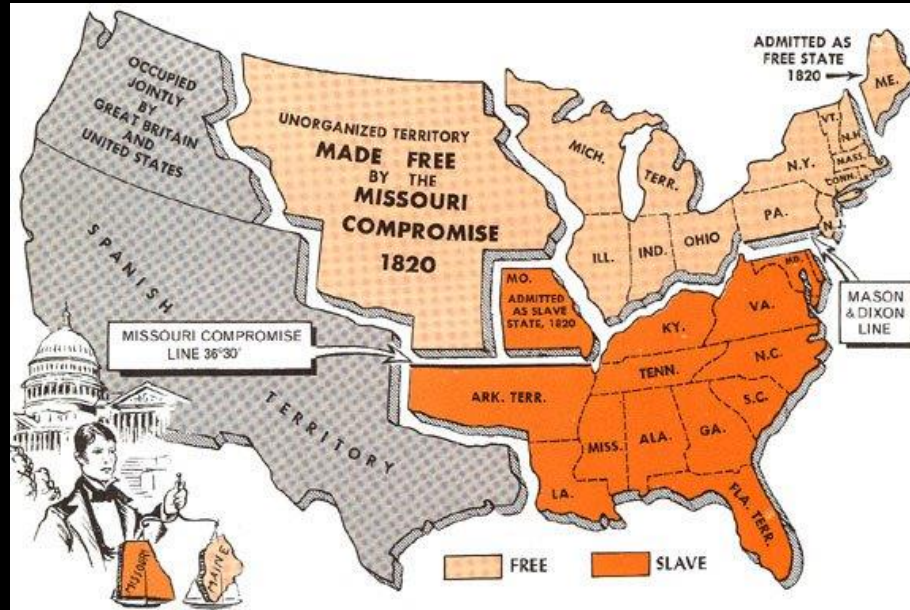 ADMITTED AS
FREE STATE
1820
ME.
OCCUPIED
JOINTLY
BY
GREAT BRITAIN
AND
UNITED STATES
UNORGANIZED TERRITORY
MADE FREE
BY THE
MISSOURI
COMPROMISE
1820
MICH.
TERR.
VT.
N.H.
N.Y.
MASS.
CONN.
PA.
N.J.
ILL.
IND.
OHIO
MD.
MASON
& DIXON
LINE
SPANISH
TERRITORY
MO.
ADMITTED
AS SLAVE
STATE, 1820
MISSOURI COMPROMISE
LINE 36°30'
KY.
VA.
N.C.
TENN.
ARK. TERR.
S.C.
MISS.
ALA.
GA.
LA.
FLA. TERR.
MISSOURI
MAINE
FREE
SLAVE